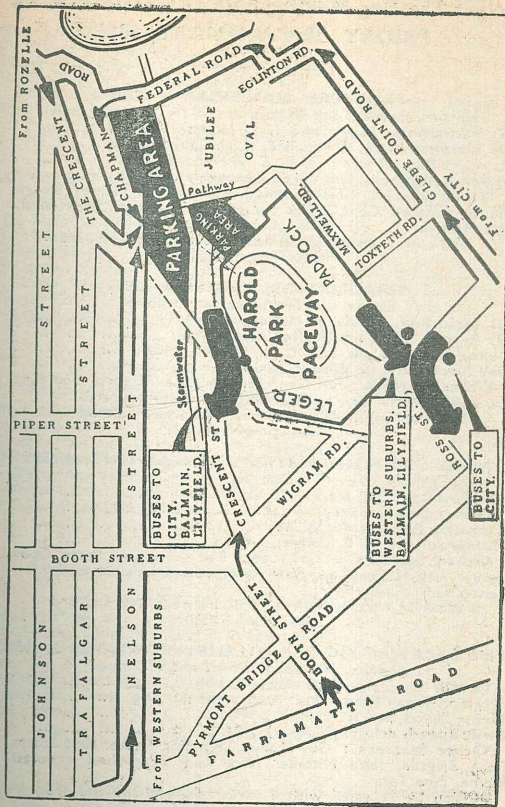 From ROZELLE
ROAD
THE CRESCENT
CHAPMAN
FEDERAL ROAD
EGLINTON RD.
GLEBE POINT ROAD
From CITY
JUBILEE
OVAL
PARKING AREA
Pathway
PARKING
AREA
MAXWELL RD.
TOXTETH RD.
PADDOCK
HAROLD
PARK
PACEWAY
LEGER
Stormwater
STREET
STREET
PIPER STREET
STREET
BUSES TO
CITY.
BALMAIN.
LILYFIELD.
CRESCENT ST.
WIGRAM RD.
BUSES TO
WESTERN SUBURBS.
BALMAIN, LILYFIELD.
ROSS ST.
BUSES TO
CITY.
BOOTH STREET
JOHNSON
TRAFALGAR
NELSON
From WESTERN SUBURBS
PYRMONT BRIDGE ROAD
BOOTH STREET
PARRAMATTA ROAD